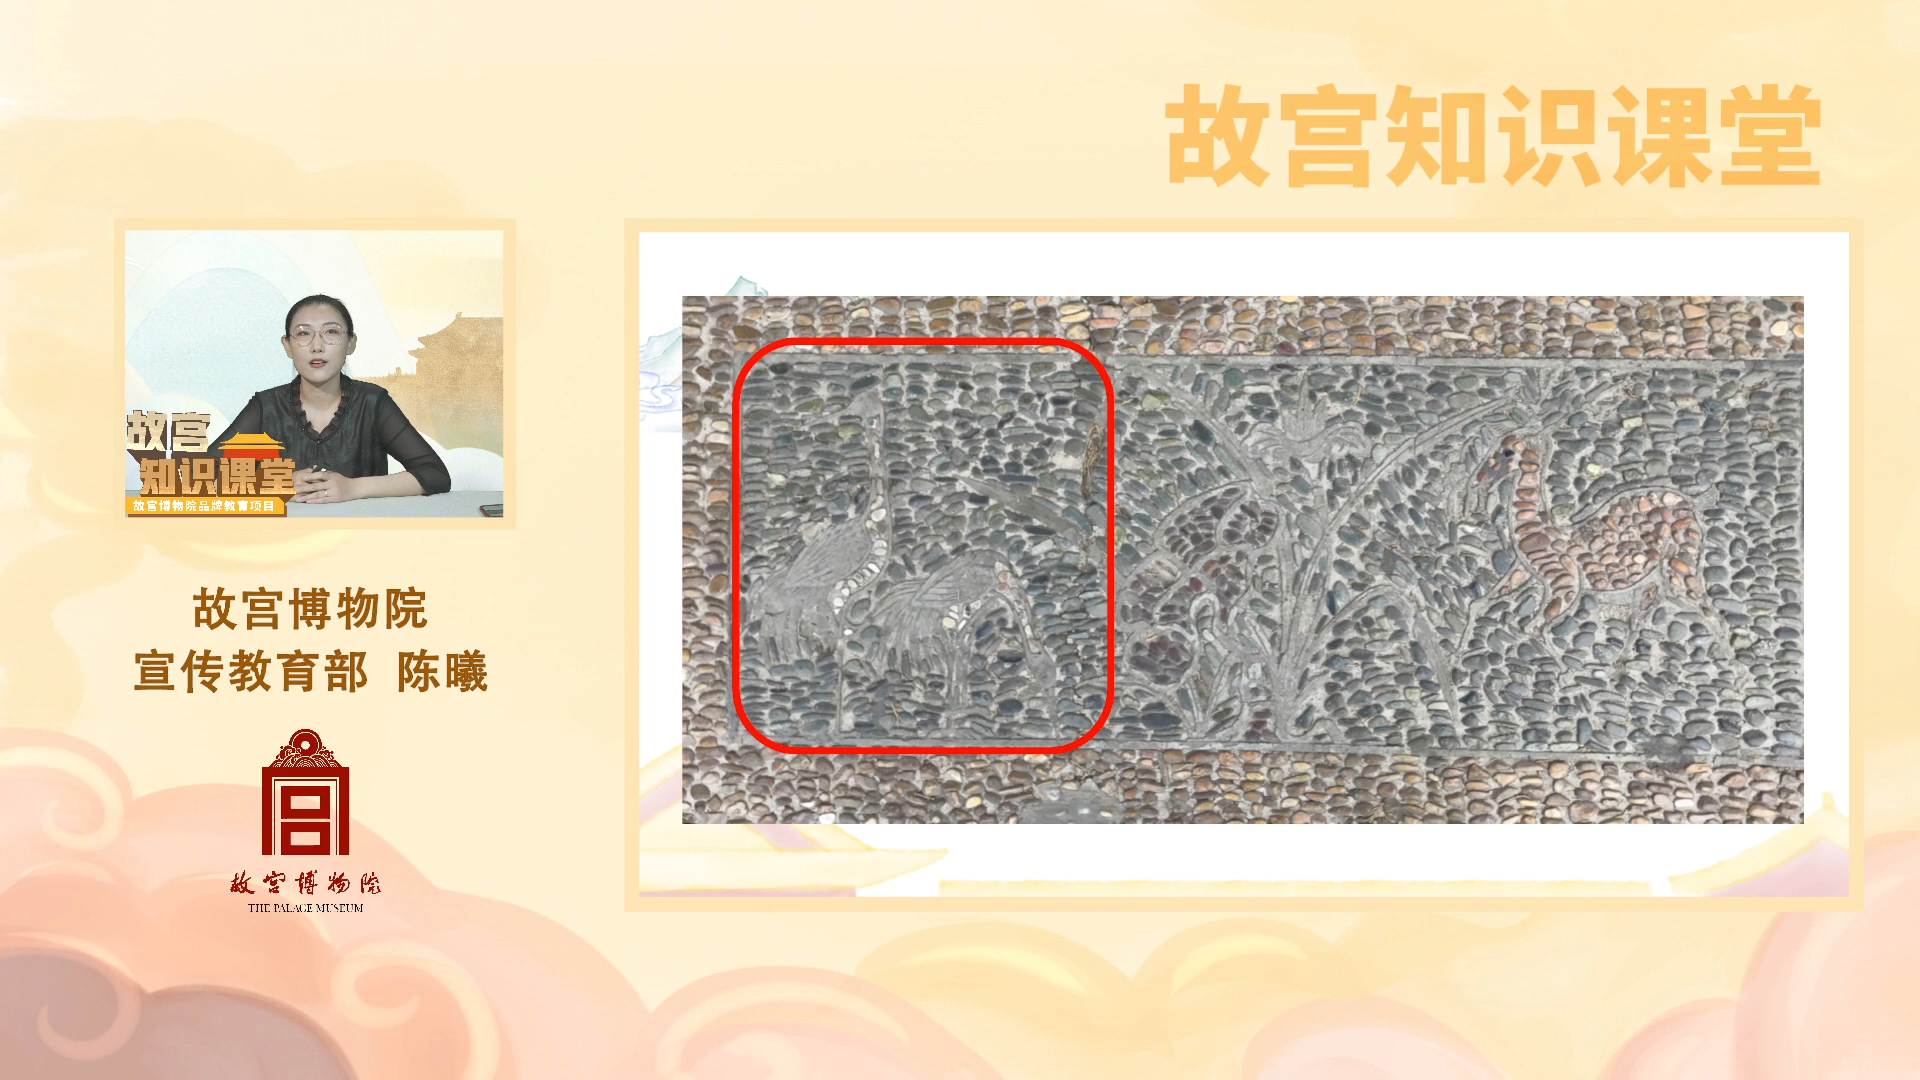 故宫知识课堂
故宫
知识课堂
故宫博物院品牌教育项目
故宫博物院
宣传教育部 陈曦
故宫博物院
THE PALACE MUSEUM